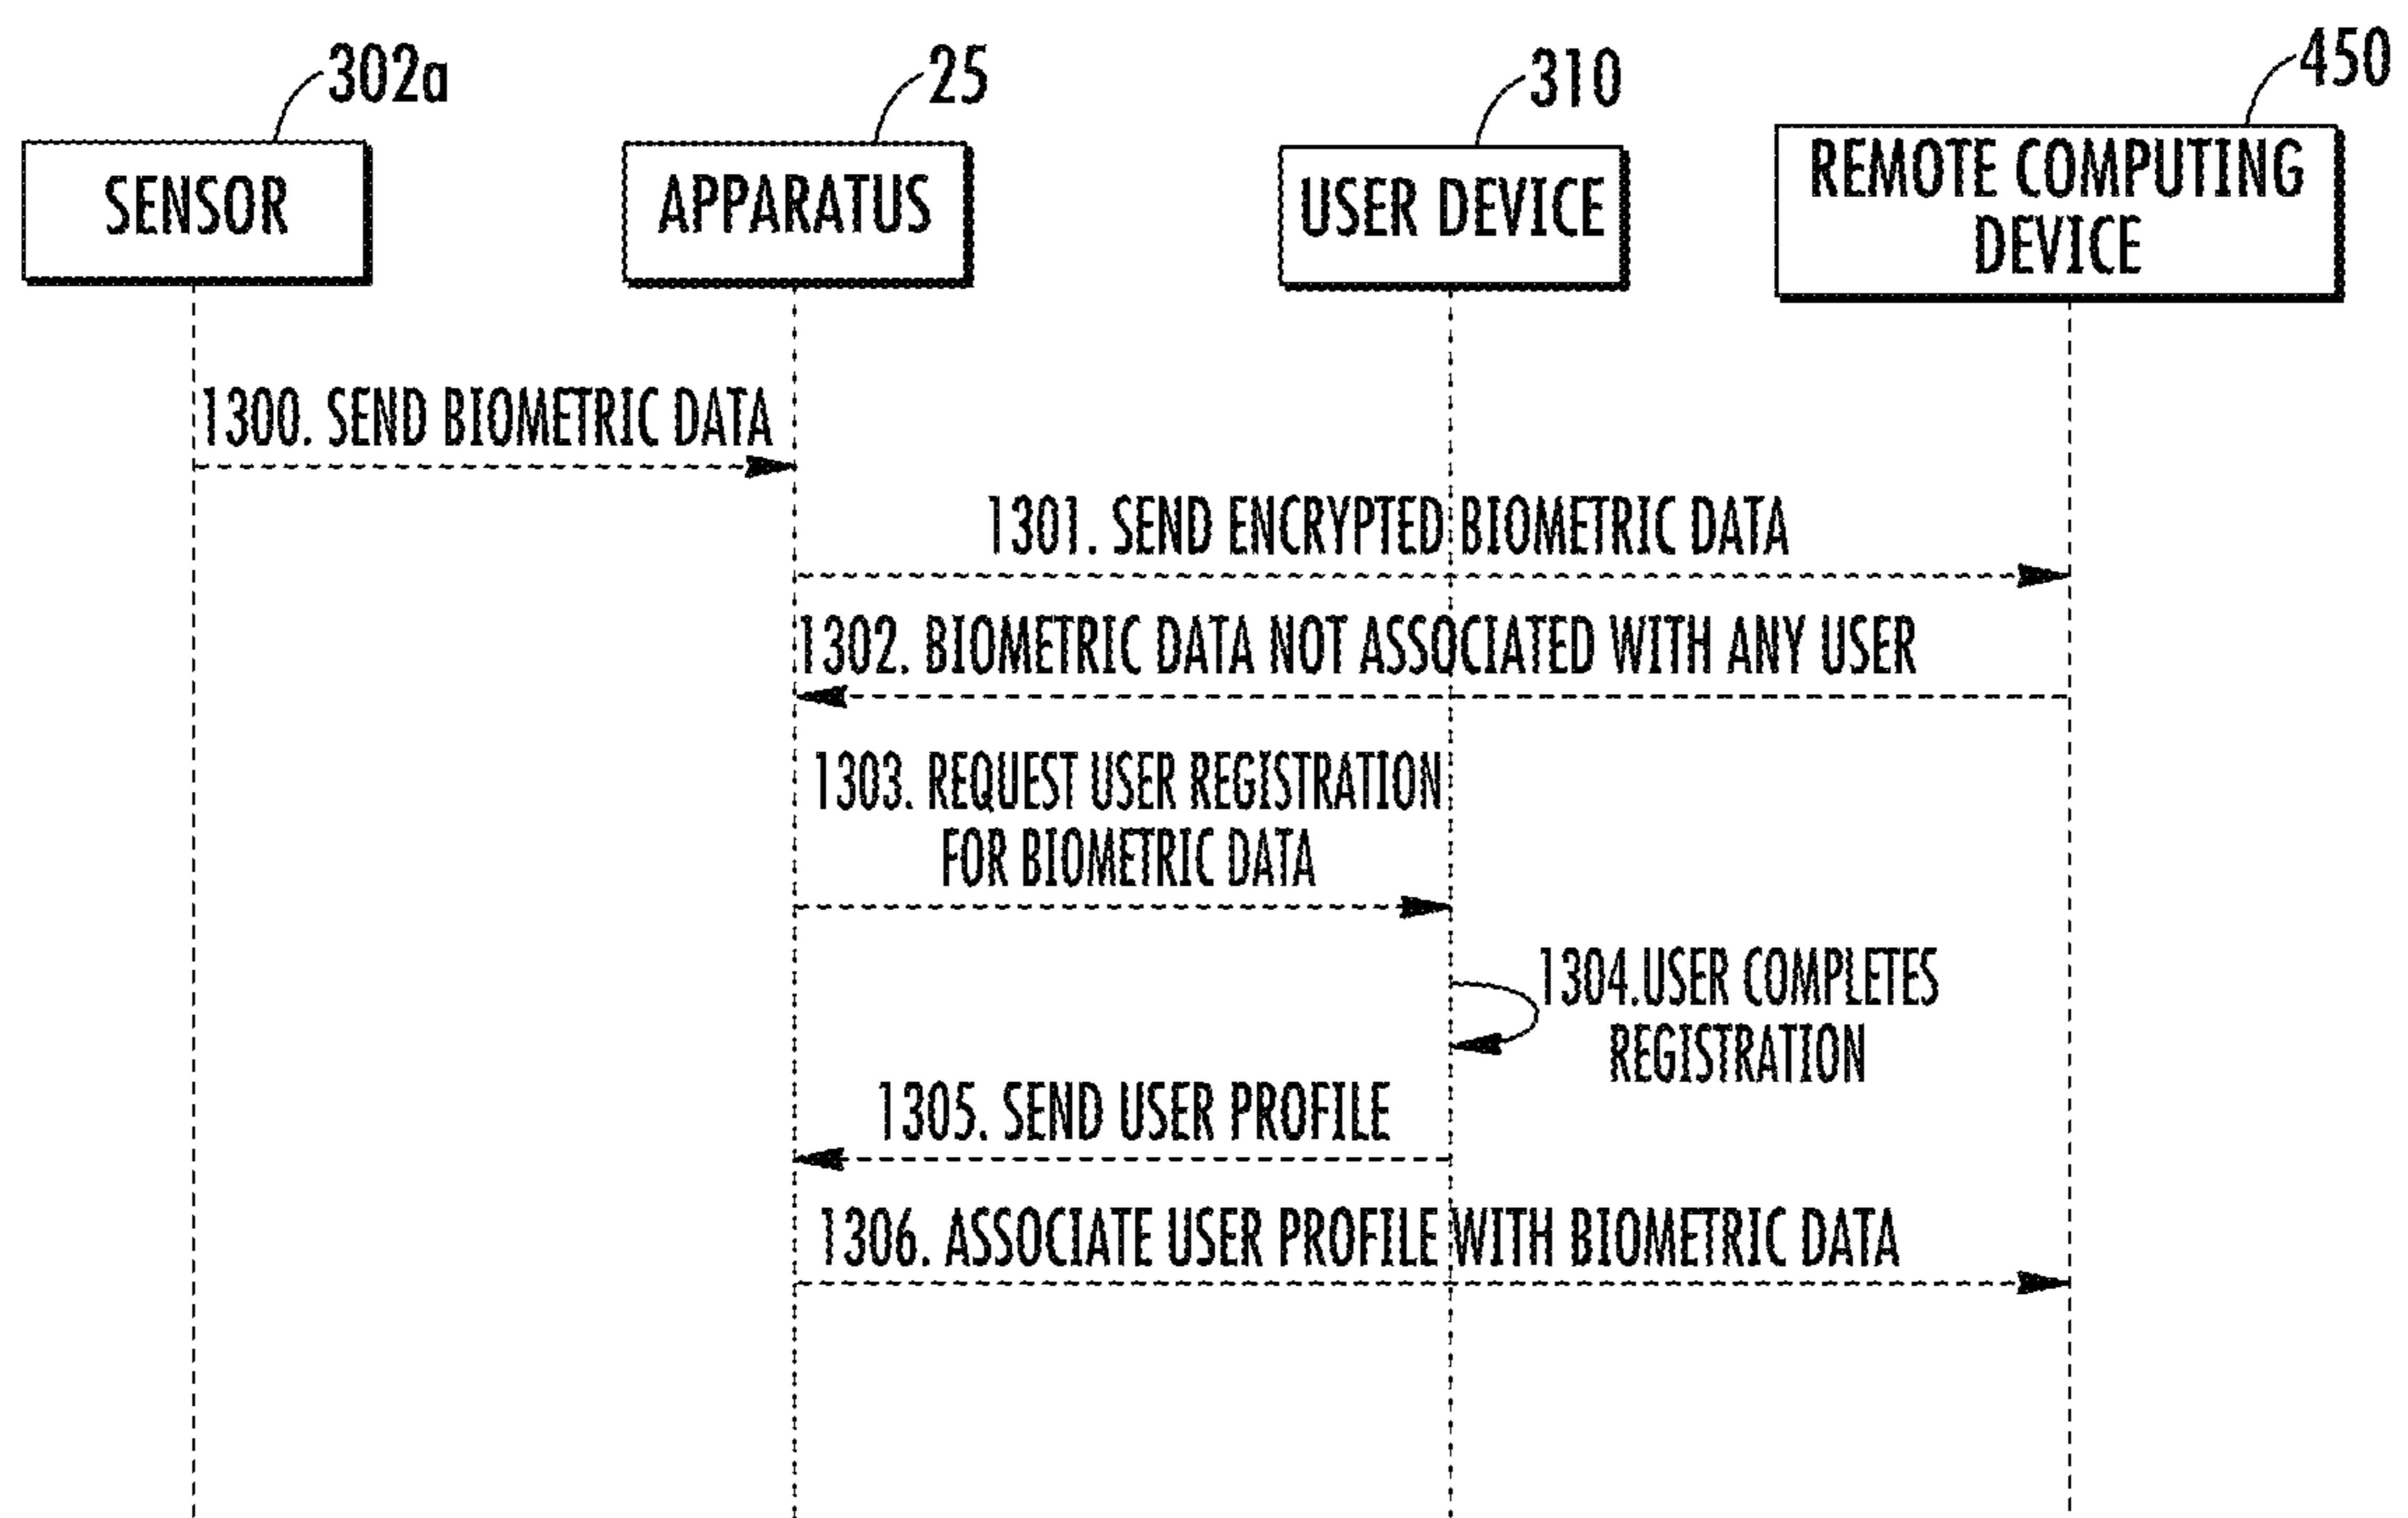 302a
25
310
450
SENSOR
APPARATUS
USER DEVICE
REMOTE COMPUTING
DEVICE
1300. SEND BIOMETRIC DATA
1301. SEND ENCRYPTED BIOMETRIC DATA
1302. BIOMETRIC DATA NOT ASSOCIATED WITH ANY USER
1303. REQUEST USER REGISTRATION
FOR BIOMETRIC DATA
1304.USER COMPLETES
REGISTRATION
1305. SEND USER PROFILE
1306. ASSOCIATE USER PROFILE WITH BIOMETRIC DATA